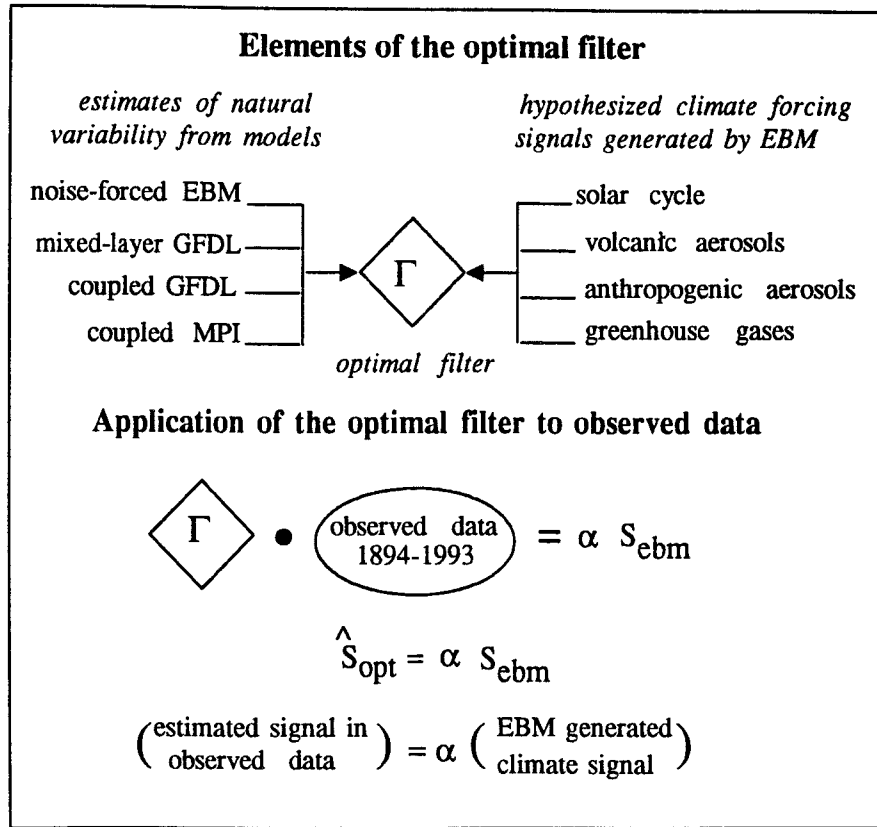 Elements of the optimal filter
estimates of natural
variability from models
hypothesized climate forcing
signals generated by EBM
noise-forced EBM
mixed-layer GFDL
coupled GFDL
coupled MPI
Γ
optimal filter
solar cycle
volcanic aerosols
anthropogenic aerosols
greenhouse gases
Application of the optimal filter to observed data
Γ • observed data
1894-1993 = α S_ebm
Ŝ_opt = α S_ebm
(estimated signal in
observed data) = α (EBM generated
climate signal)